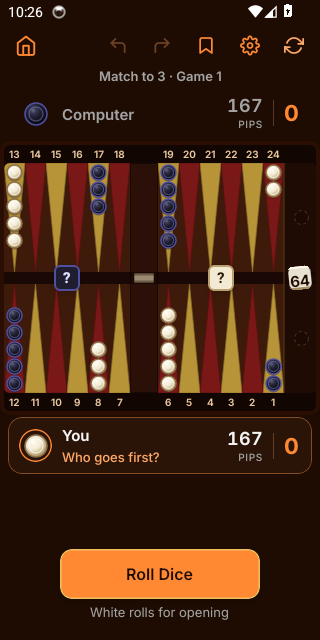 10:26
Match to 3 · Game 1
Computer
167
PIPS
0
13 14 15 16 17 18 19 20 21 22 23 24
? ?
64
12 11 10 9 8 7 6 5 4 3 2 1
You
Who goes first?
167
PIPS
0
Roll Dice
White rolls for opening